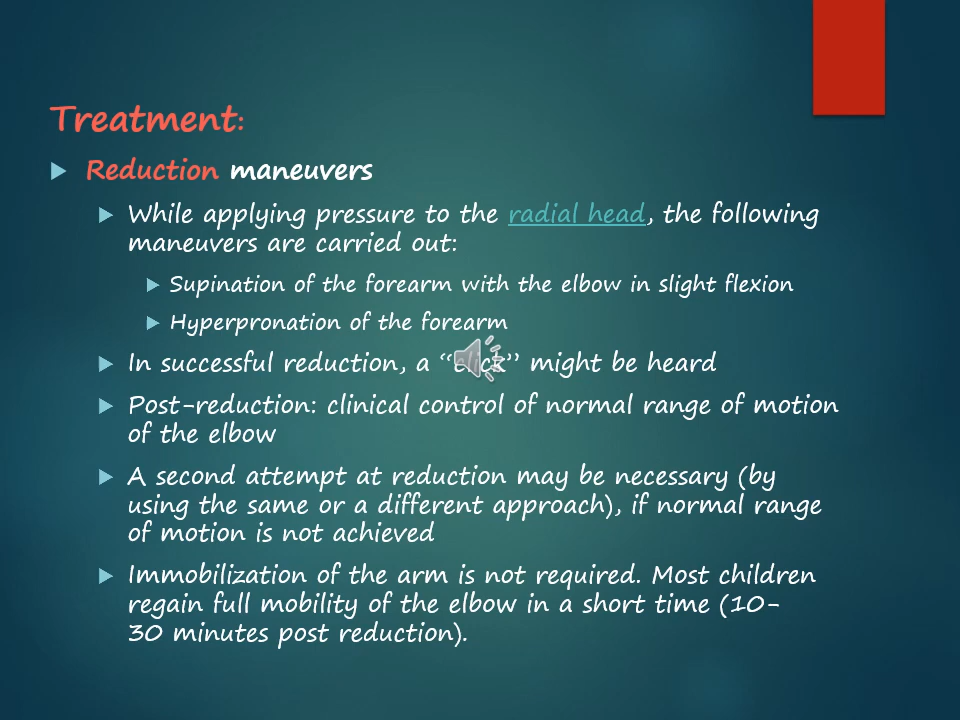 Treatment:
Reduction maneuvers
While applying pressure to the radial head, the following
maneuvers are carried out:
Supination of the forearm with the elbow in slight flexion
Hyperpronation of the forearm
In successful reduction, a “click” might be heard
Post-reduction: clinical control of normal range of motion
of the elbow
A second attempt at reduction may be necessary (by
using the same or a different approach), if normal range
of motion is not achieved
Immobilization of the arm is not required. Most children
regain full mobility of the elbow in a short time (10-
30 minutes post reduction).